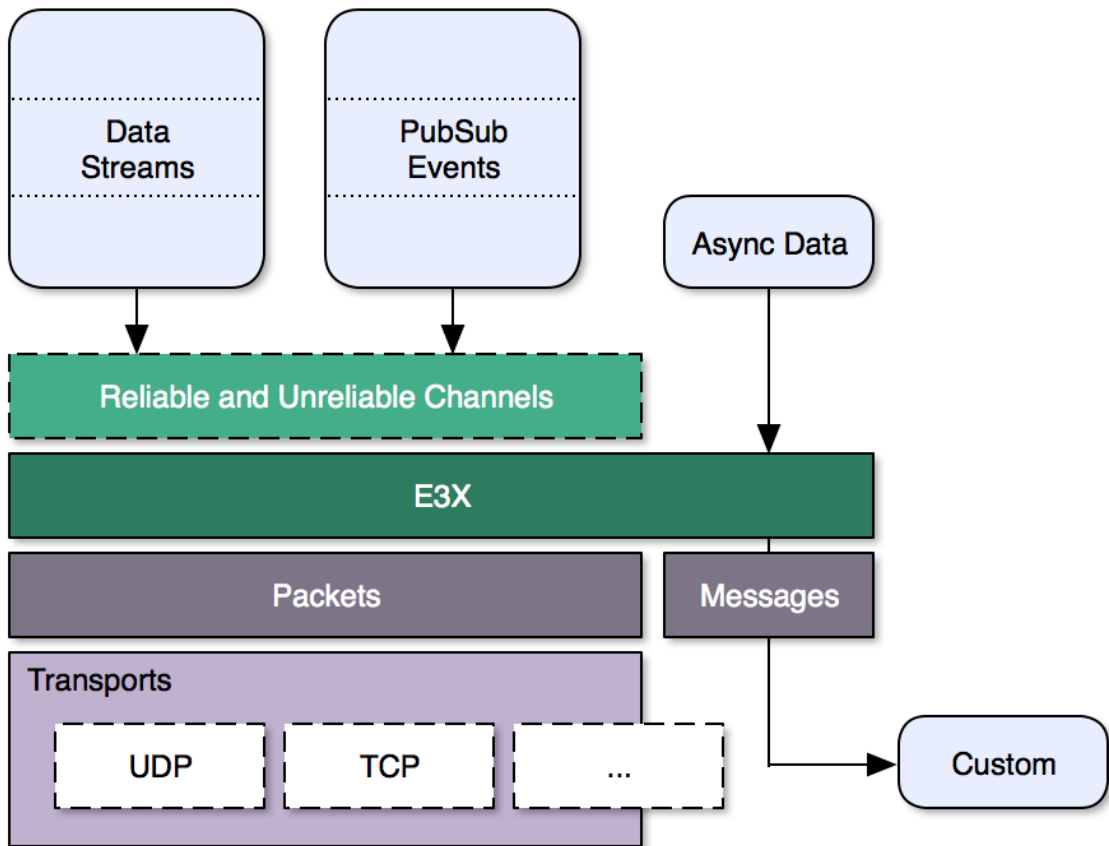 Data
Streams
PubSub
Events
Async Data
Reliable and Unreliable Channels
E3X
Packets
Messages
Transports
UDP
TCP
...
Custom